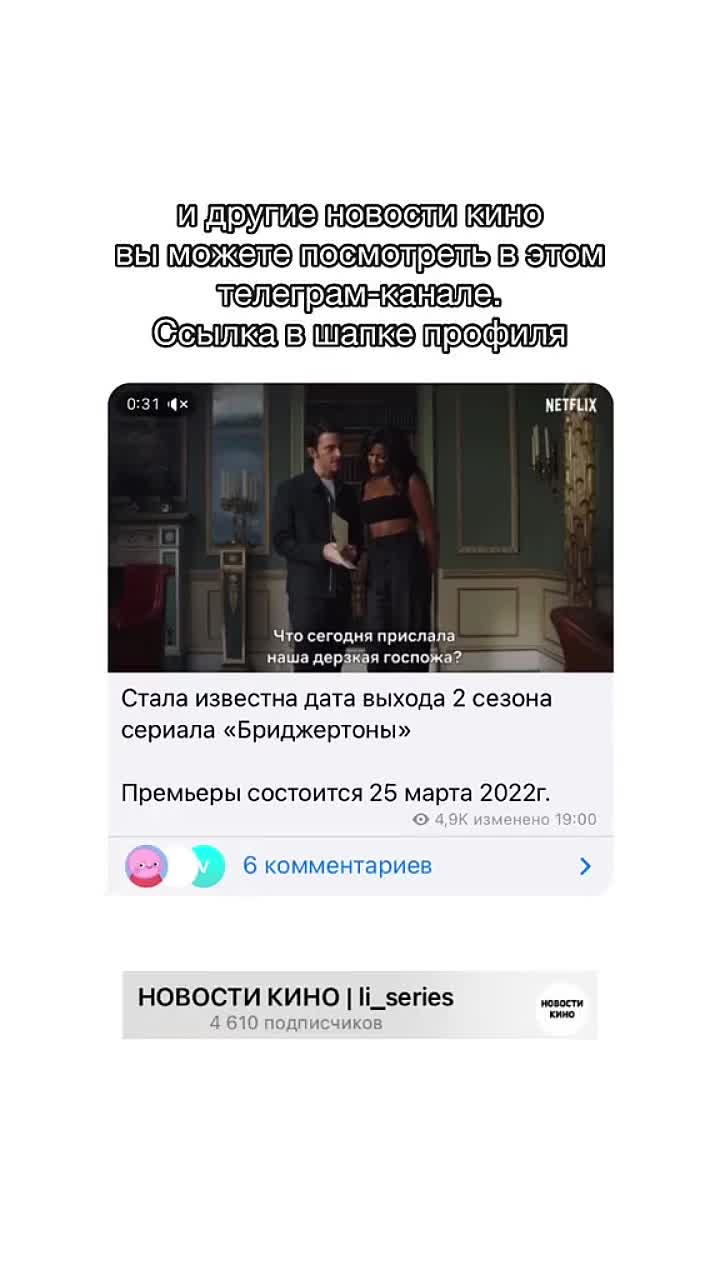 и другие новости кино
вы можете посмотреть в этом
телеграм-канале.
Ссылка в шапке профиля
0:31
NETFLIX
Что сегодня прислала
наша дерзкая госпожа?
Стала известна дата выхода 2 сезона
сериала «Бриджертоны»
Премьеры состоится 25 марта 2022г.
4,9K изменено 19:00
V
6 комментариев
НОВОСТИ КИНО | li_series
4 610 подписчиков
НОВОСТИ
КИНО